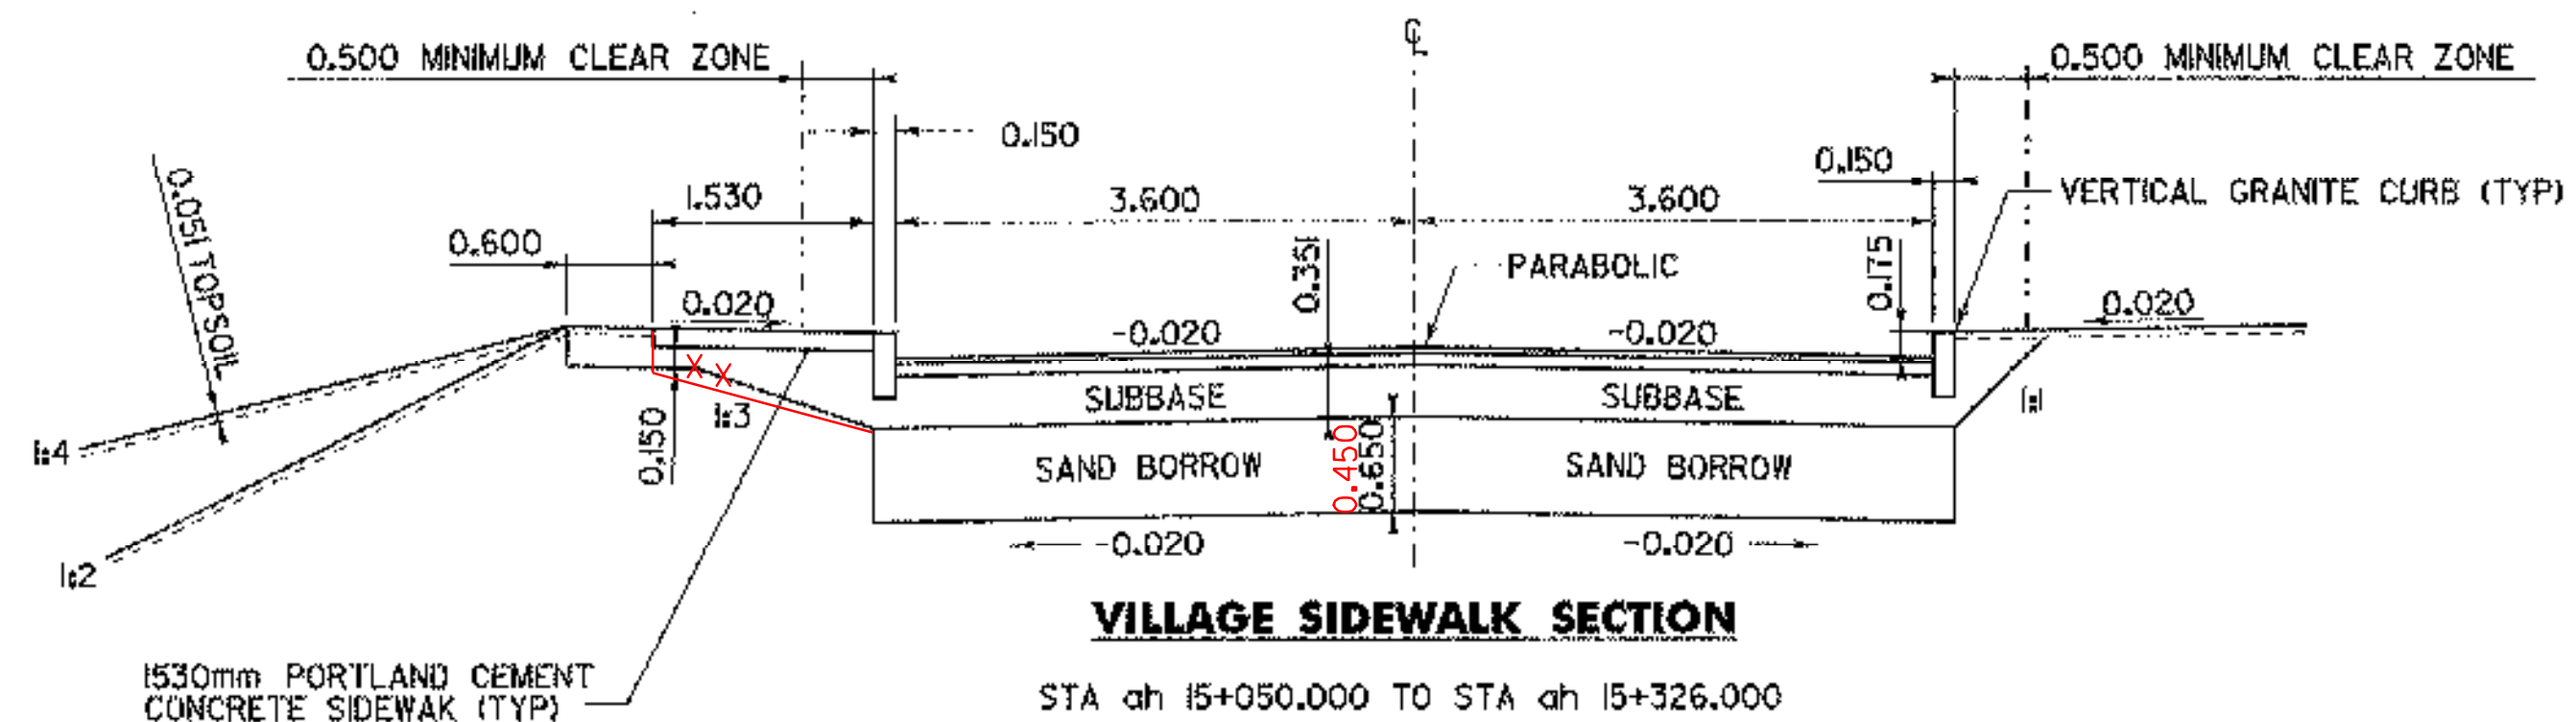 ℄
0.500 MINIMUM CLEAR ZONE
0.500 MINIMUM CLEAR ZONE
0.150
0.150
VERTICAL GRANITE CURB (TYP)
1.530
3.600
3.600
0.600
0.051 TOPSOIL
0.351
PARABOLIC
0.175
0.020
0.020
-0.020
-0.020
X X
SUBBASE
SUBBASE
1:3
1:1
0.150
1:4
SAND BORROW
0.450
0.650
SAND BORROW
-0.020
-0.020
1:2
VILLAGE SIDEWALK SECTION
1530mm PORTLAND CEMENT
CONCRETE SIDEWAK (TYP)
STA ah 15+050.000 TO STA ah 15+326.000